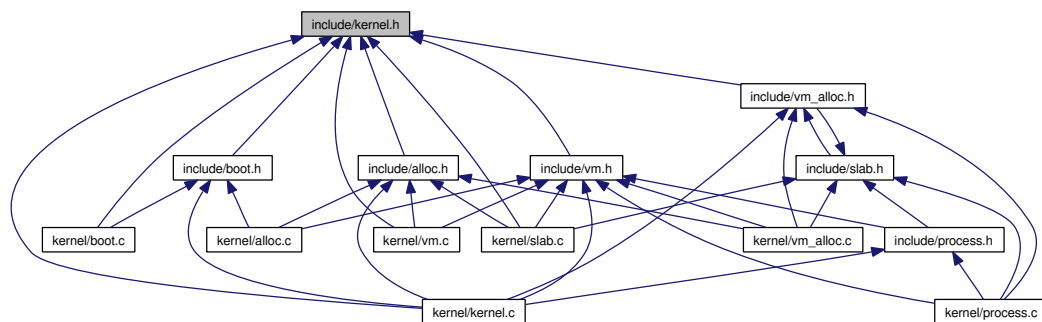 include/kernel.h
include/vm_alloc.h
include/boot.h
include/alloc.h
include/vm.h
include/slab.h
kernel/boot.c
kernel/alloc.c
kernel/vm.c
kernel/slab.c
kernel/vm_alloc.c
include/process.h
kernel/kernel.c
kernel/process.c